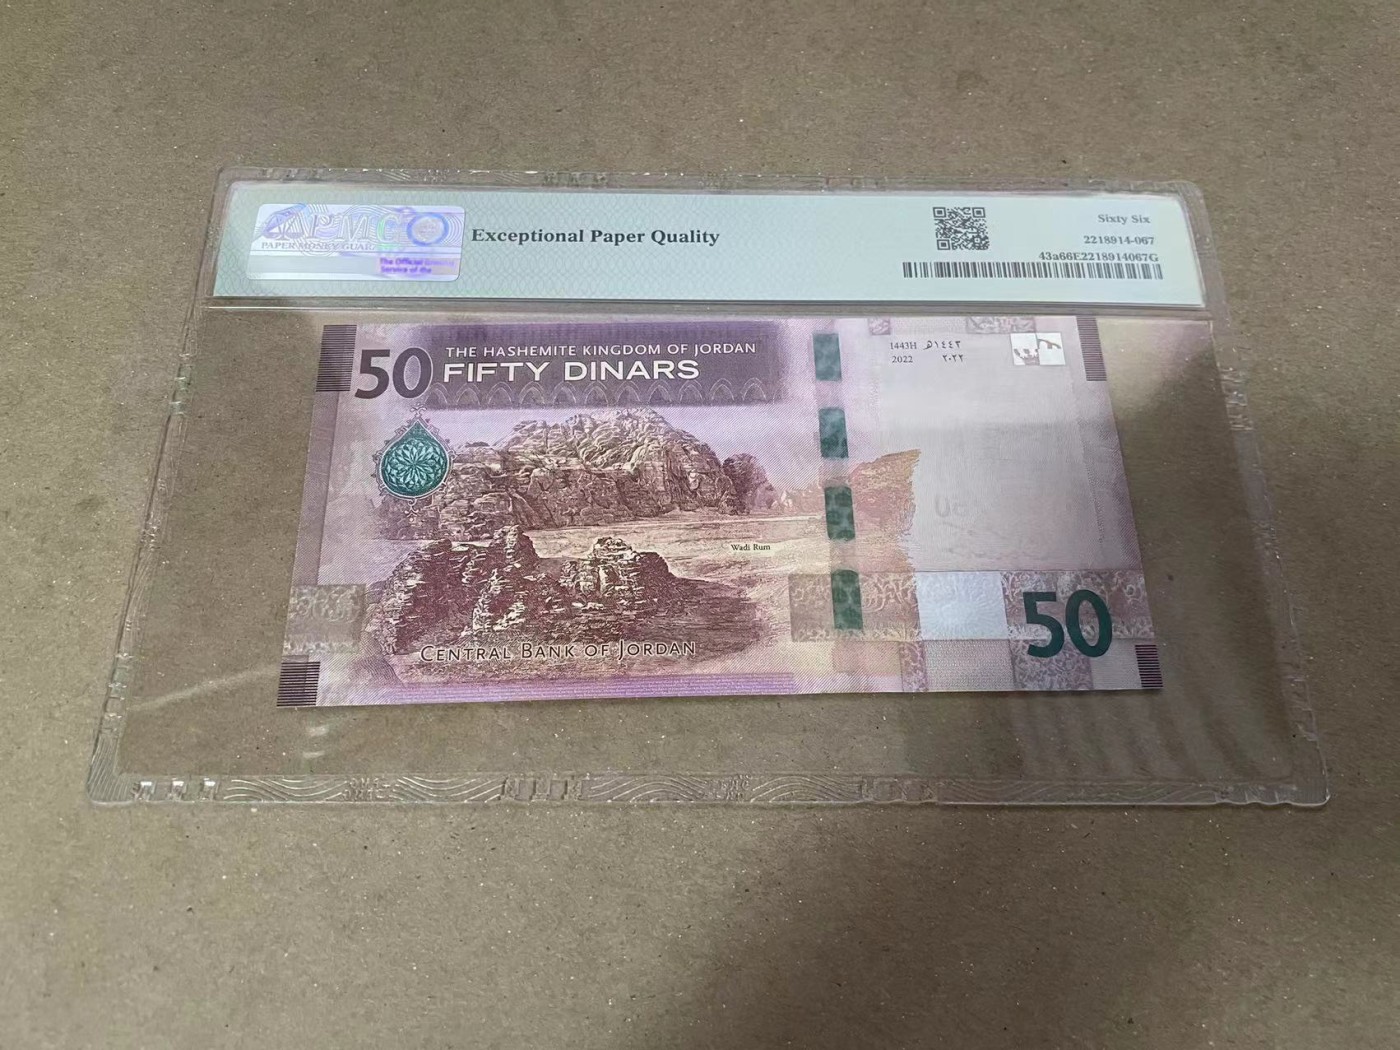 PMG
PAPER MONEY GUAR
The Official Grading
Service of the
Exceptional Paper Quality
Sixty Six
2218914-067
43a66E2218914067G
50
THE HASHEMITE KINGDOM OF JORDAN
FIFTY DINARS
1443H ١٤٤٣هـ
2022 ٢٠٢٢
Wadi Rum
CENTRAL BANK OF JORDAN
50